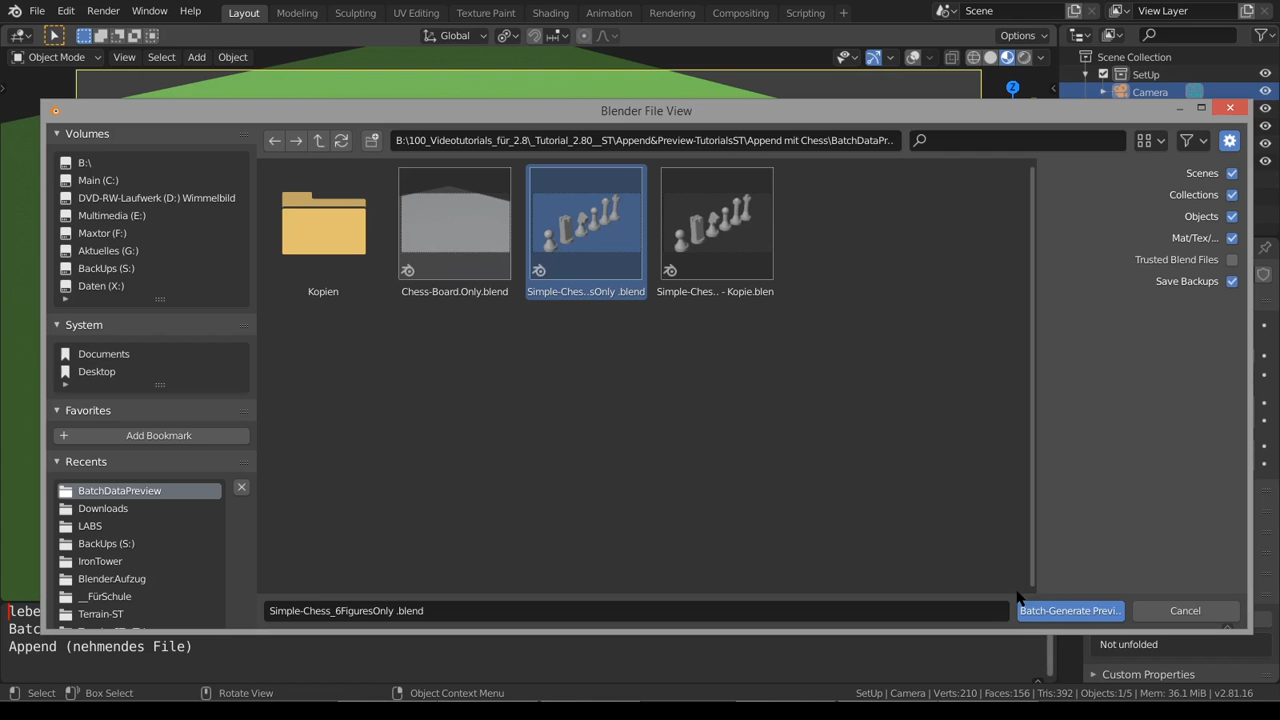 File Edit Render Window Help Layout Modeling Sculpting UV Editing Texture Paint Shading Animation Rendering Compositing Scripting + Scene View Layer
Global Options
Object Mode View Select Add Object
Scene Collection
SetUp
Camera
Z
Blender File View
Volumes
B:\
Main (C:)
DVD-RW-Laufwerk (D:) Wimmelbild
Multimedia (E:)
Maxtor (F:)
Aktuelles (G:)
BackUps (S:)
Daten (X:)
System
Documents
Desktop
Favorites
Add Bookmark
Recents
BatchDataPreview
Downloads
LABS
BackUps (S:)
IronTower
Blender.Aufzug
__FürSchule
Terrain-ST
B:\100_Videotutorials_für_2.8\_Tutorial_2.80__ST\Append&Preview-TutorialsST\Append mit Chess\BatchDataPr..
Kopien
Chess-Board.Only.blend
Simple-Ches..sOnly .blend
Simple-Ches.. - Kopie.blen
Scenes
Collections
Objects
Mat/Tex/...
Trusted Blend Files
Save Backups
Simple-Chess_6FiguresOnly .blend
Batch-Generate Previ..
Cancel
lebe
Batc
Append (nehmendes File)
Not unfolded
Custom Properties
Select Box Select Rotate View Object Context Menu SetUp | Camera | Verts:210 | Faces:156 | Tris:392 | Objects:1/5 | Mem: 36.1 MiB | v2.81.16